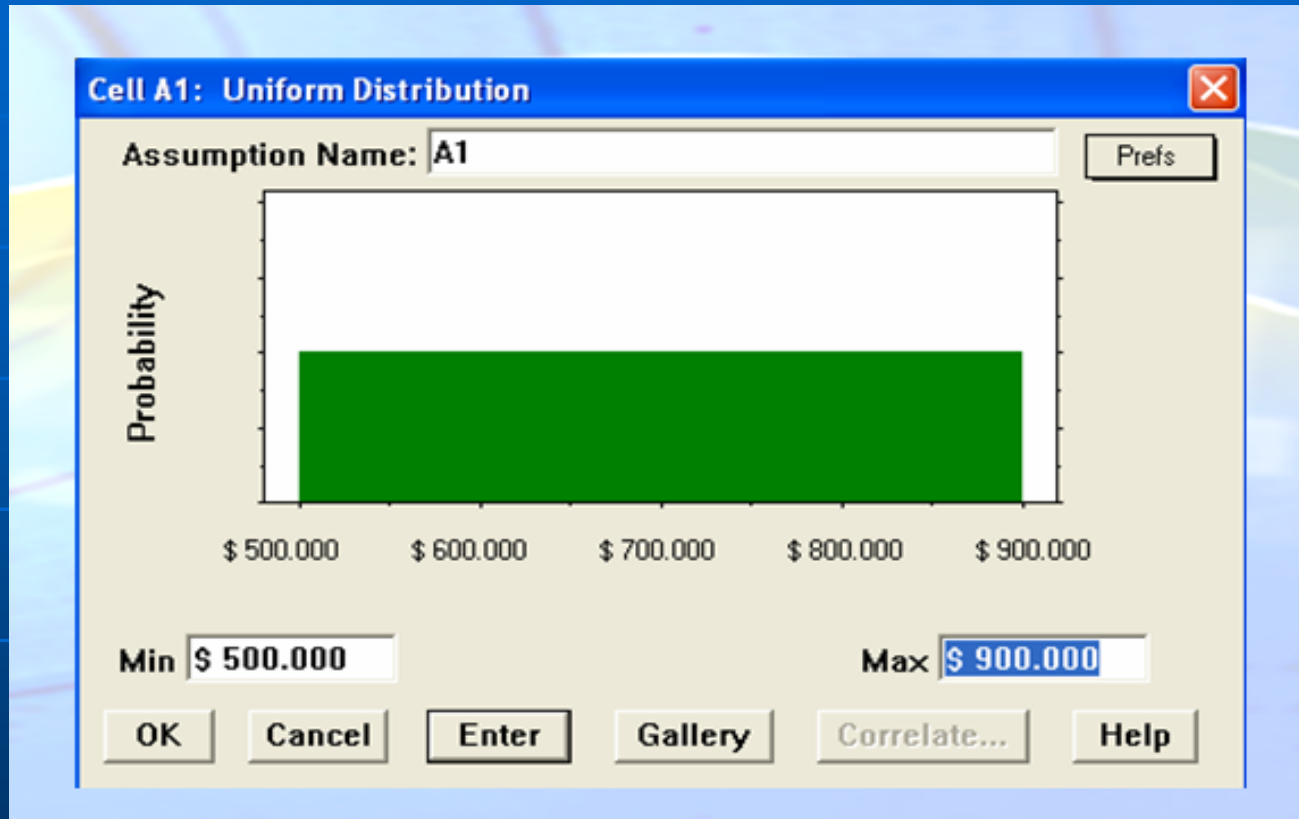 Cell A1: Uniform Distribution
Assumption Name: A1
Prefs
Probability
$ 500.000 $ 600.000 $ 700.000 $ 800.000 $ 900.000
Min $ 500.000 Max $ 900.000
OK Cancel Enter Gallery Correlate... Help